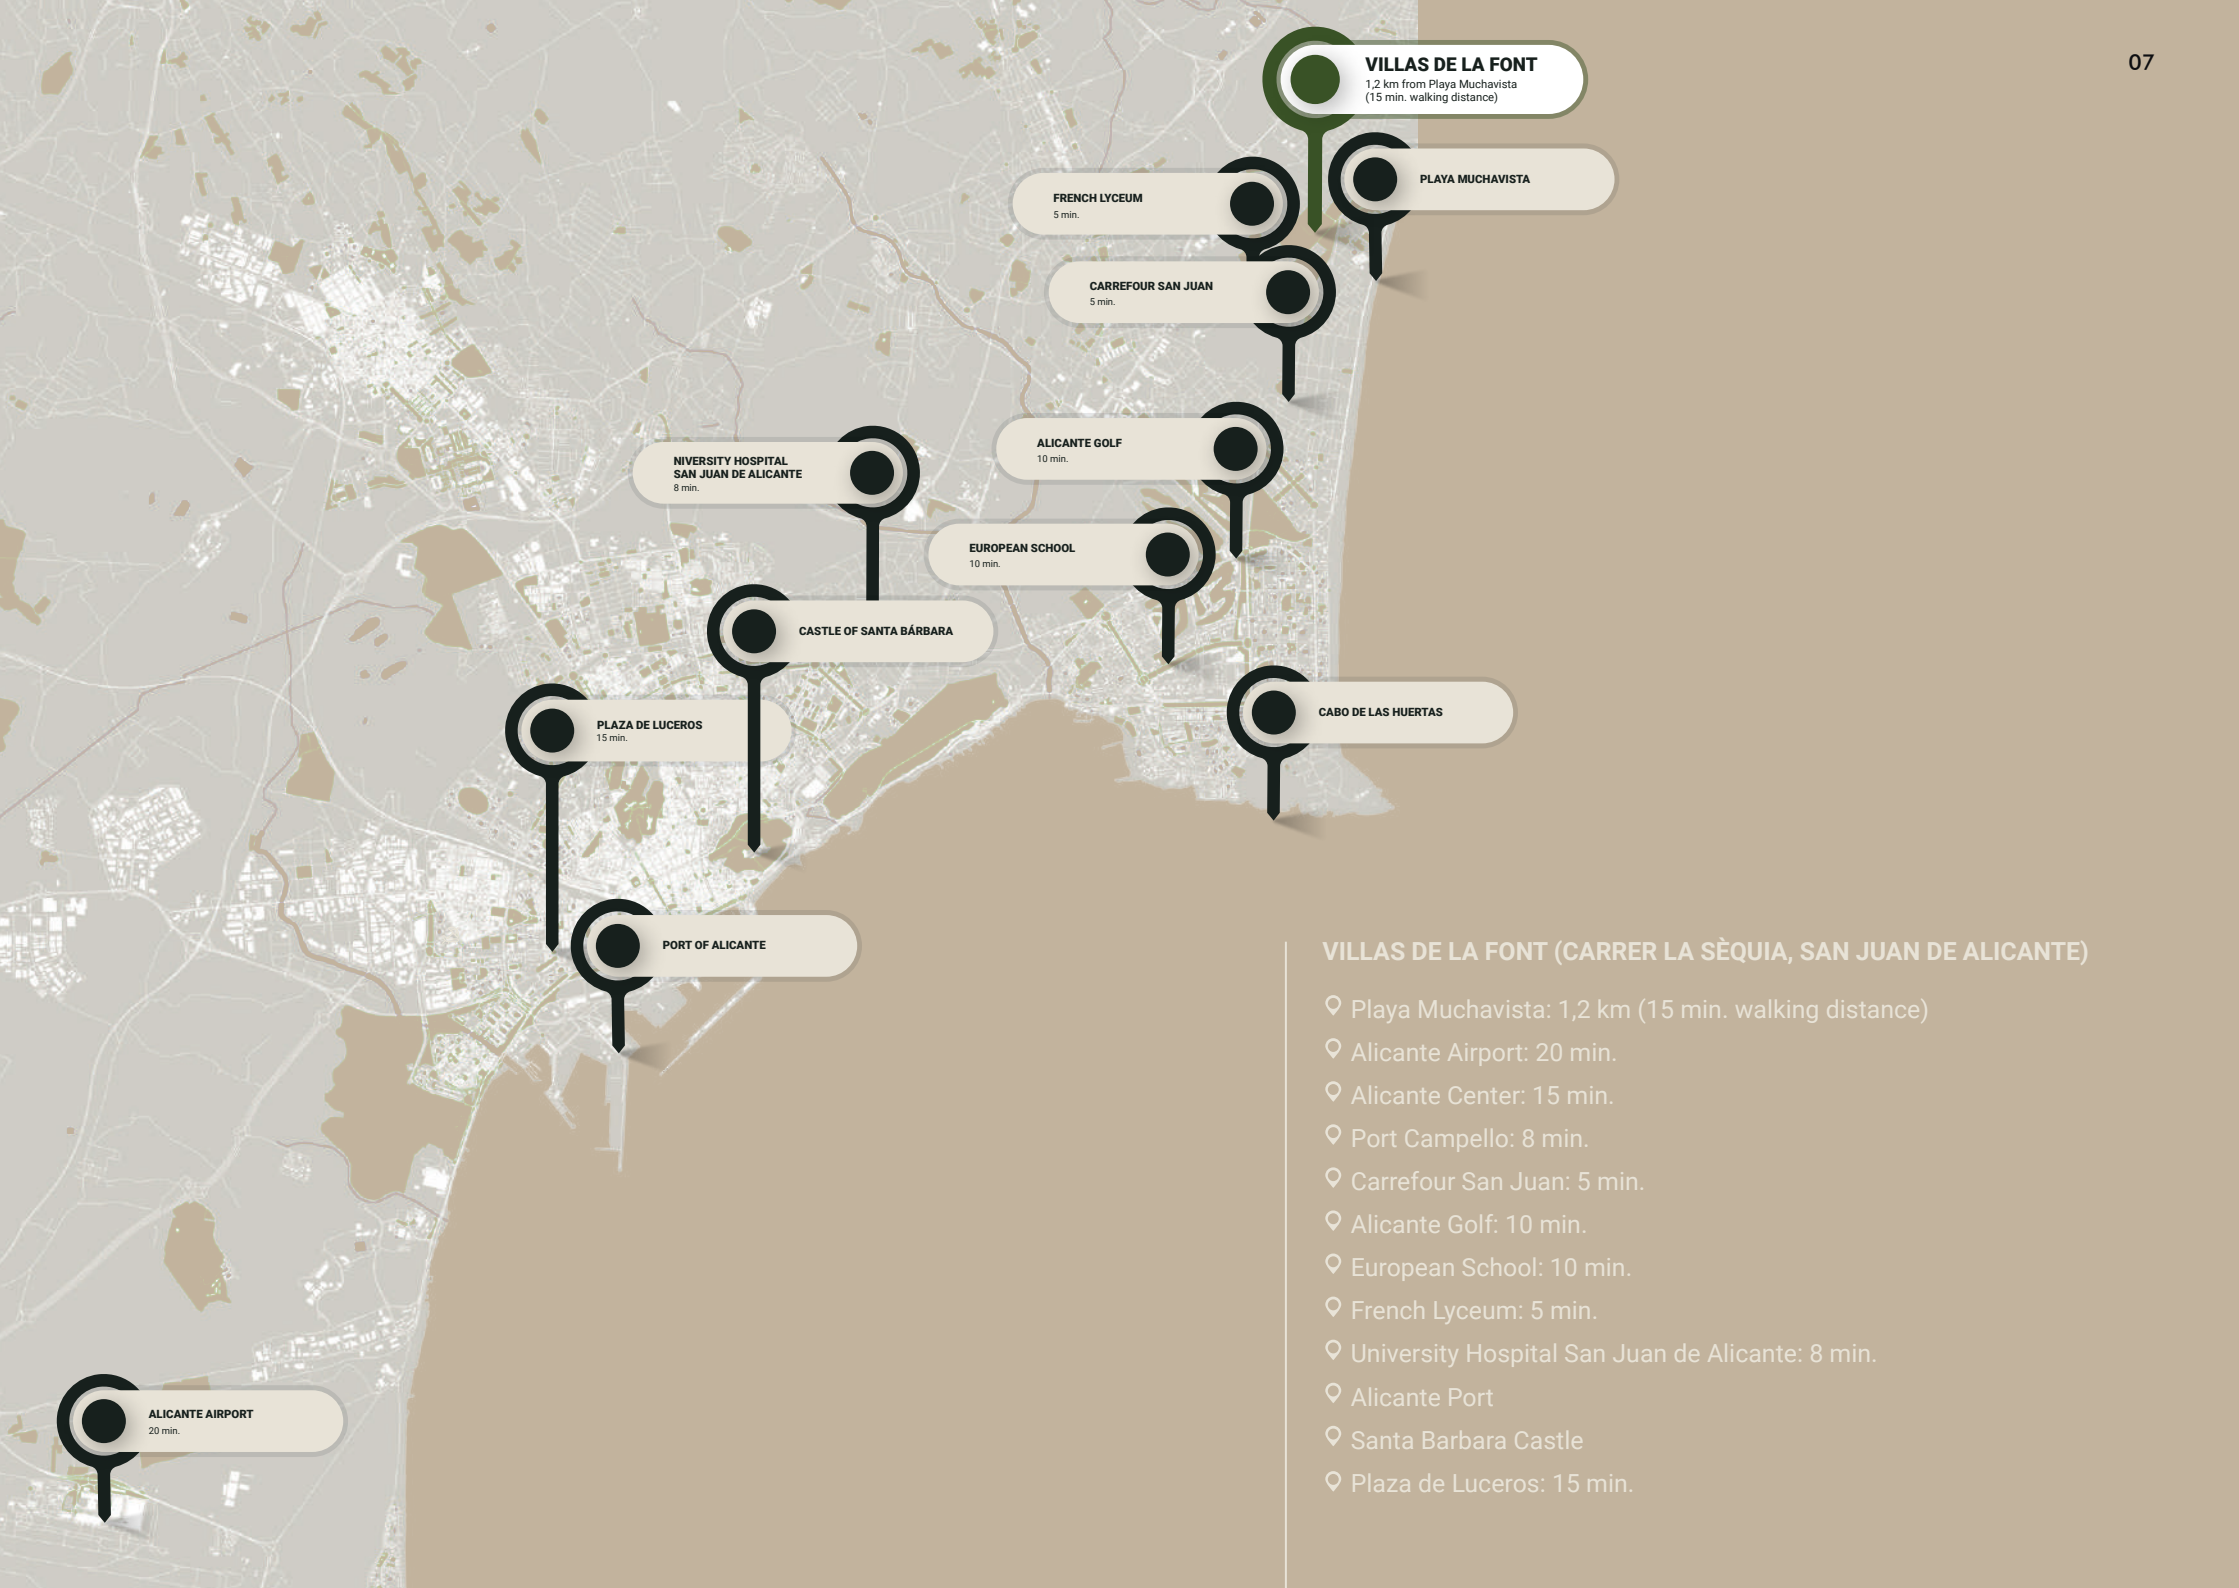 07
VILLAS DE LA FONT
1,2 km from Playa Muchavista
(15 min. walking distance)
PLAYA MUCHAVISTA
FRENCH LYCEUM
5 min.
CARREFOUR SAN JUAN
5 min.
ALICANTE GOLF
10 min.
NIVERSITY HOSPITAL
SAN JUAN DE ALICANTE
8 min.
EUROPEAN SCHOOL
10 min.
CASTLE OF SANTA BÁRBARA
PLAZA DE LUCEROS
15 min.
CABO DE LAS HUERTAS
PORT OF ALICANTE
ALICANTE AIRPORT
20 min.
VILLAS DE LA FONT (CARRER LA SÈQUIA, SAN JUAN DE ALICANTE)
Playa Muchavista: 1,2 km (15 min. walking distance)
Alicante Airport: 20 min.
Alicante Center: 15 min.
Port Campello: 8 min.
Carrefour San Juan: 5 min.
Alicante Golf: 10 min.
European School: 10 min.
French Lyceum: 5 min.
University Hospital San Juan de Alicante: 8 min.
Alicante Port
Santa Barbara Castle
Plaza de Luceros: 15 min.